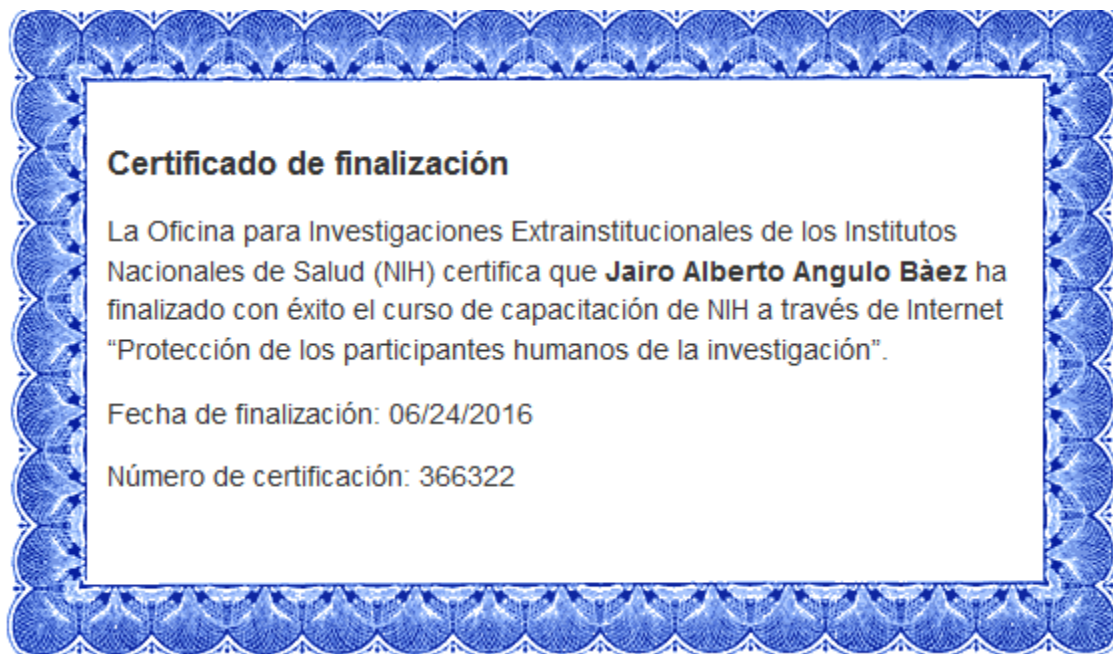 Certificado de finalización
La Oficina para Investigaciones Extrainstitucionales de los Institutos
Nacionales de Salud (NIH) certifica que Jairo Alberto Angulo Bàez ha
finalizado con éxito el curso de capacitación de NIH a través de Internet
“Protección de los participantes humanos de la investigación”.
Fecha de finalización: 06/24/2016
Número de certificación: 366322